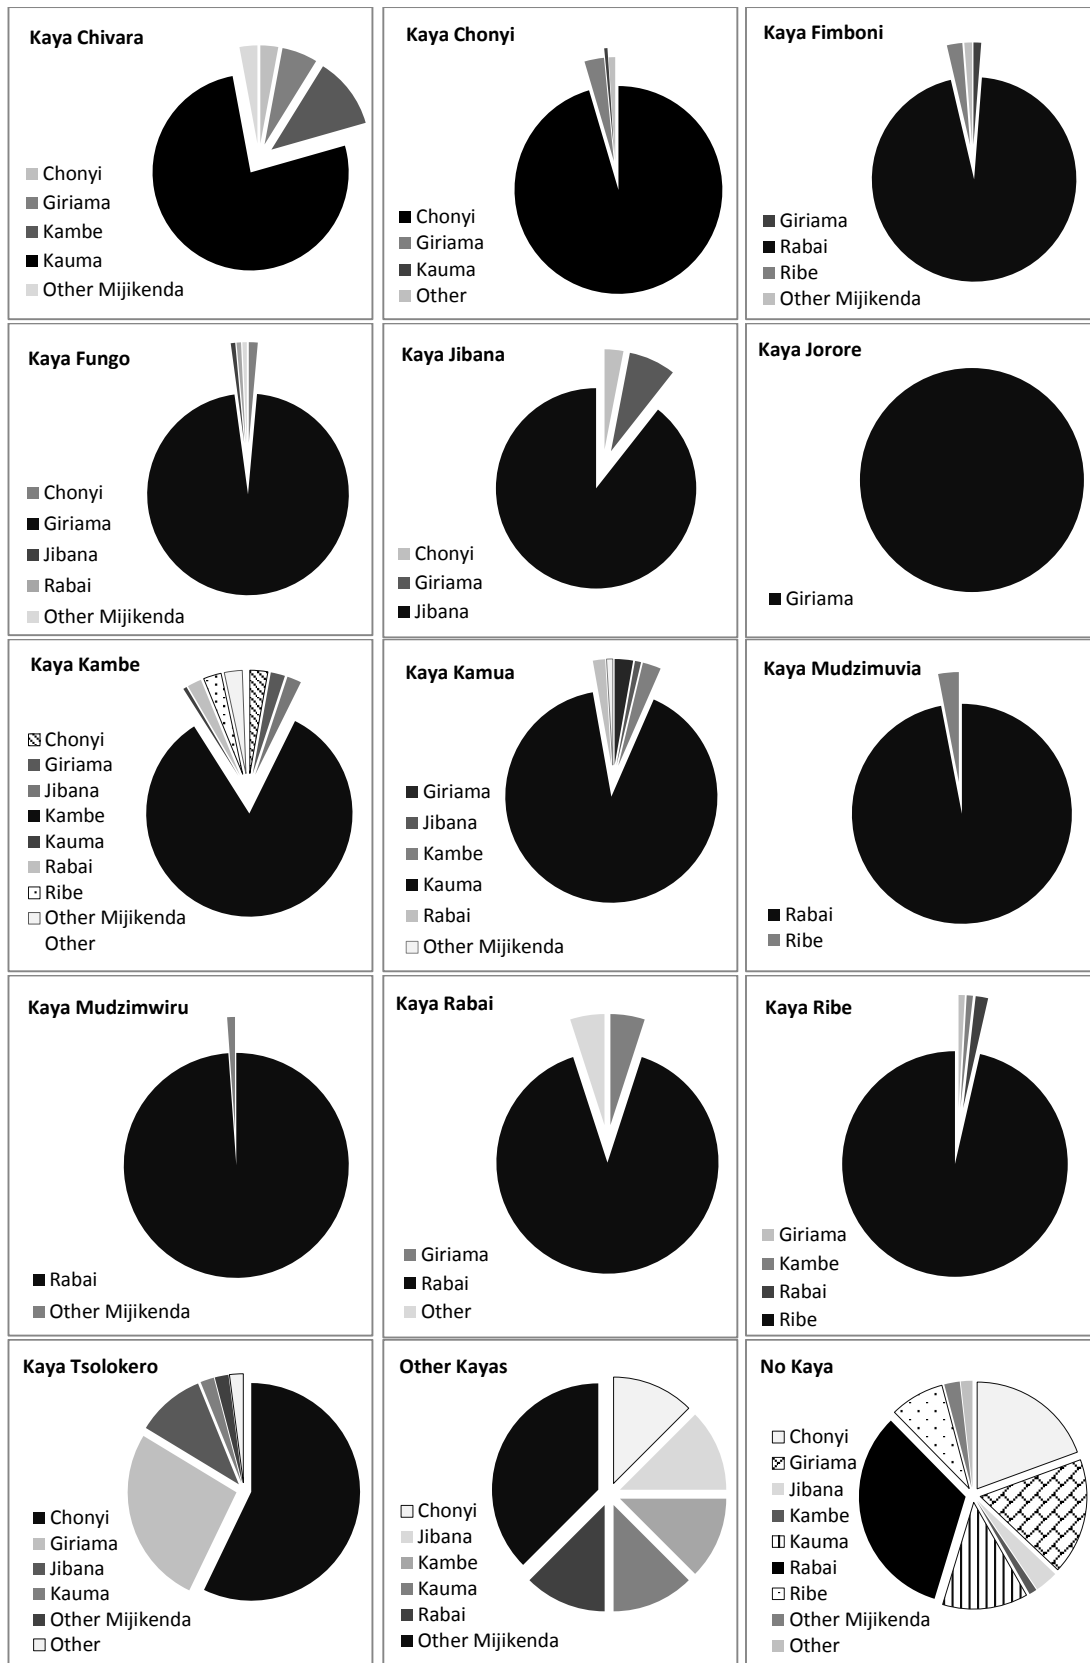 Kaya Chivara
Chonyi
Giriama
Kambe
Kauma
Other Mijikenda
Kaya Chonyi
Chonyi
Giriama
Kauma
Other
Kaya Fimboni
Giriama
Rabai
Ribe
Other Mijikenda
Kaya Fungo
Chonyi
Giriama
Jibana
Rabai
Other Mijikenda
Kaya Jibana
Chonyi
Giriama
Jibana
Kaya Jorore
Giriama
Kaya Kambe
Chonyi
Giriama
Jibana
Kambe
Kauma
Rabai
Ribe
Other Mijikenda
Other
Kaya Kamua
Giriama
Jibana
Kambe
Kauma
Rabai
Other Mijikenda
Kaya Mudzimuvia
Rabai
Ribe
Kaya Mudzimwiru
Rabai
Other Mijikenda
Kaya Rabai
Giriama
Rabai
Other
Kaya Ribe
Giriama
Kambe
Rabai
Ribe
Kaya Tsolokero
Chonyi
Giriama
Jibana
Kauma
Other Mijikenda
Other
Other Kayas
Chonyi
Jibana
Kambe
Kauma
Rabai
Other Mijikenda
No Kaya
Chonyi
Giriama
Jibana
Kambe
Kauma
Rabai
Ribe
Other Mijikenda
Other